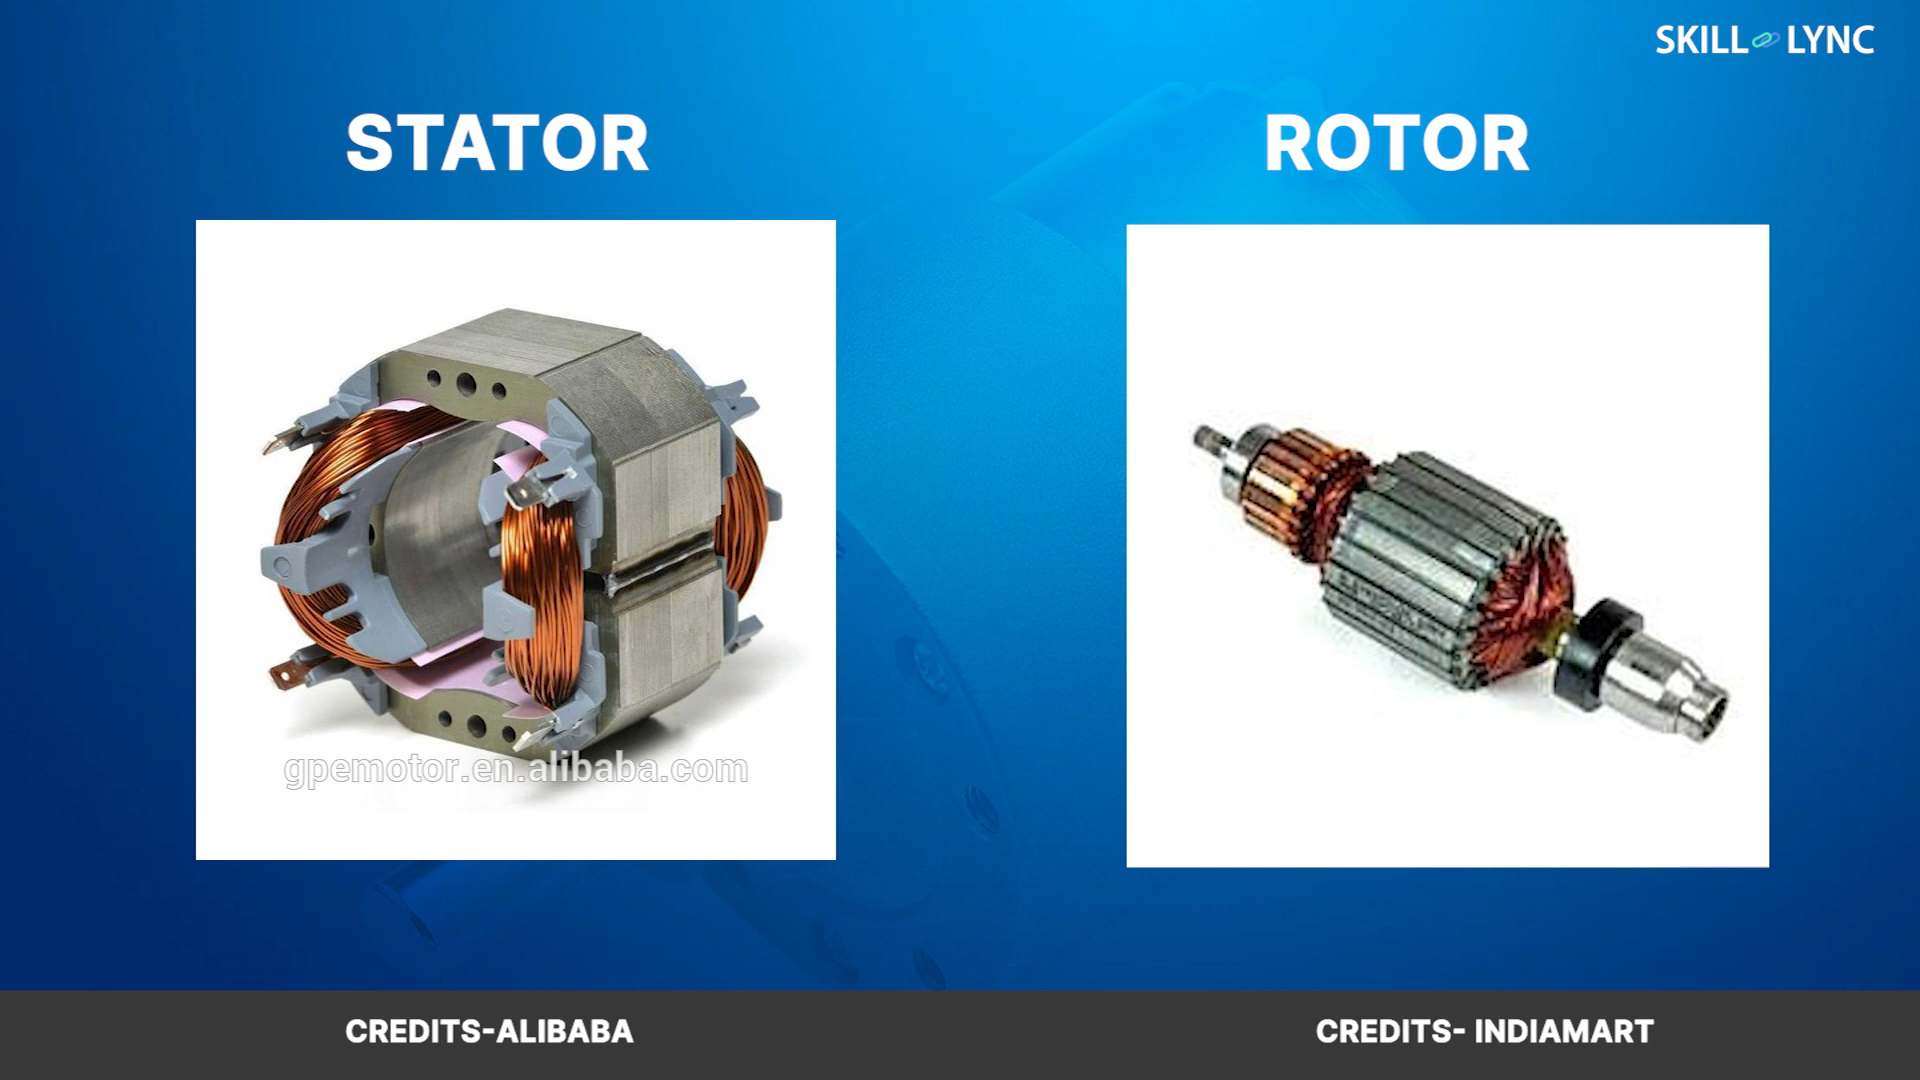 SKILL LYNC
STATOR
ROTOR
gpemotor.en.alibaba.com
CREDITS-ALIBABA
CREDITS- INDIAMART